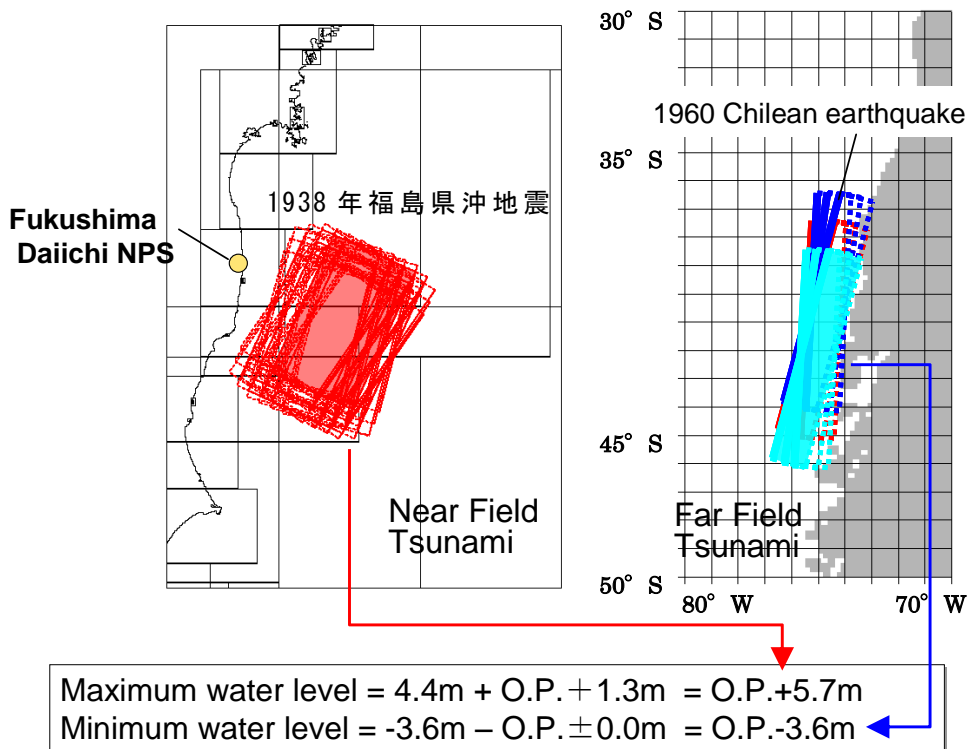 Fukushima
Daiichi NPS
1938 年福島県沖地震
Near Field
Tsunami
30° S
1960 Chilean earthquake
35° S
45° S
Far Field
Tsunami
50° S
80° W
70° W
Maximum water level = 4.4m + O.P.＋1.3m = O.P.+5.7m
Minimum water level = -3.6m – O.P.±0.0m = O.P.-3.6m